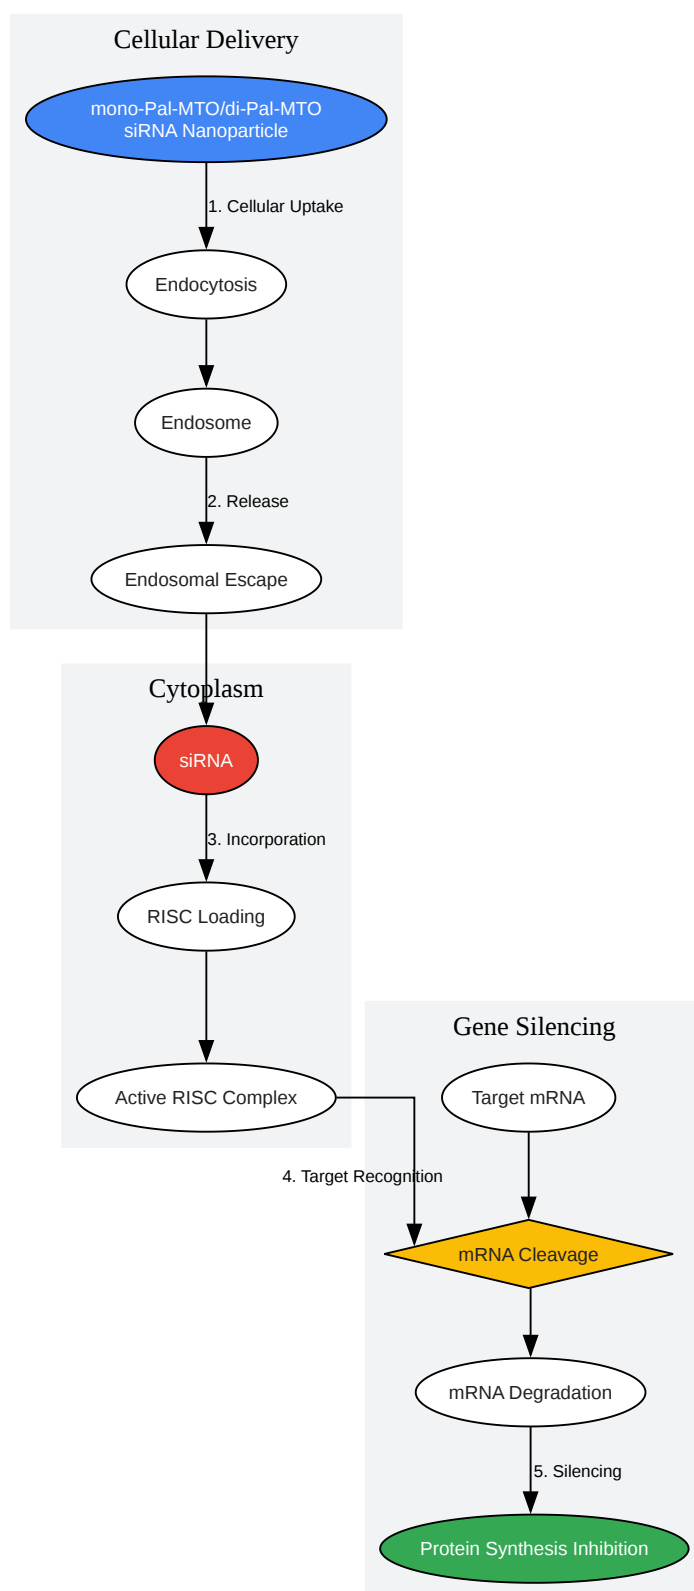 Cellular Delivery
mono-Pal-MTO/di-Pal-MTO
siRNA Nanoparticle
1. Cellular Uptake
Endocytosis
Endosome
2. Release
Endosomal Escape
Cytoplasm
siRNA
3. Incorporation
RISC Loading
Active RISC Complex
Gene Silencing
Target mRNA
4. Target Recognition
mRNA Cleavage
mRNA Degradation
5. Silencing
Protein Synthesis Inhibition